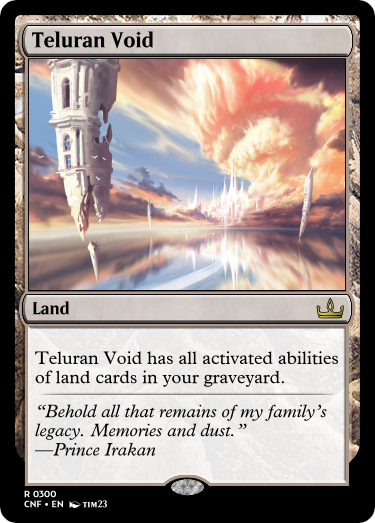 Teluran Void
Land
Teluran Void has all activated abilities
of land cards in your graveyard.
“Behold all that remains of my family’s
legacy. Memories and dust.”
—Prince Irakan
R 0300
CNF • EN TIM23